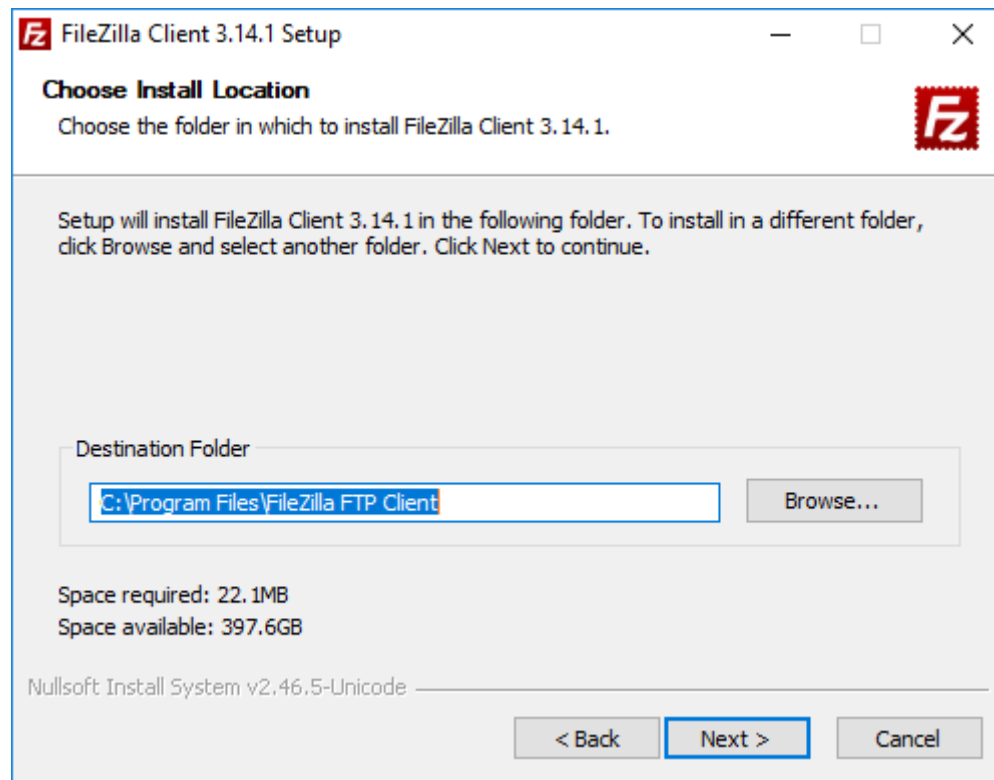 FileZilla Client 3.14.1 Setup
Choose Install Location
Choose the folder in which to install FileZilla Client 3.14.1.
Fz
Setup will install FileZilla Client 3.14.1 in the following folder. To install in a different folder,
click Browse and select another folder. Click Next to continue.
Destination Folder
C:\Program Files\FileZilla FTP Client
Browse...
Space required: 22.1MB
Space available: 397.6GB
Nullsoft Install System v2.46.5-Unicode
< Back
Next >
Cancel